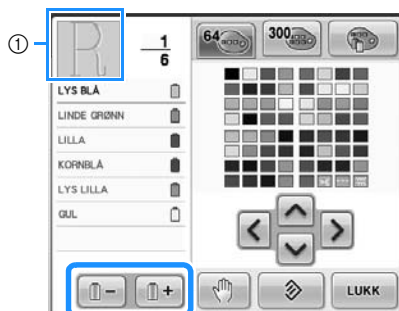 ①
R
1
6
64
300
LYS BLÅ
LINDE GRØNN
LILLA
KORNBLÅ
LYS LILLA
GUL
− +
LUKK